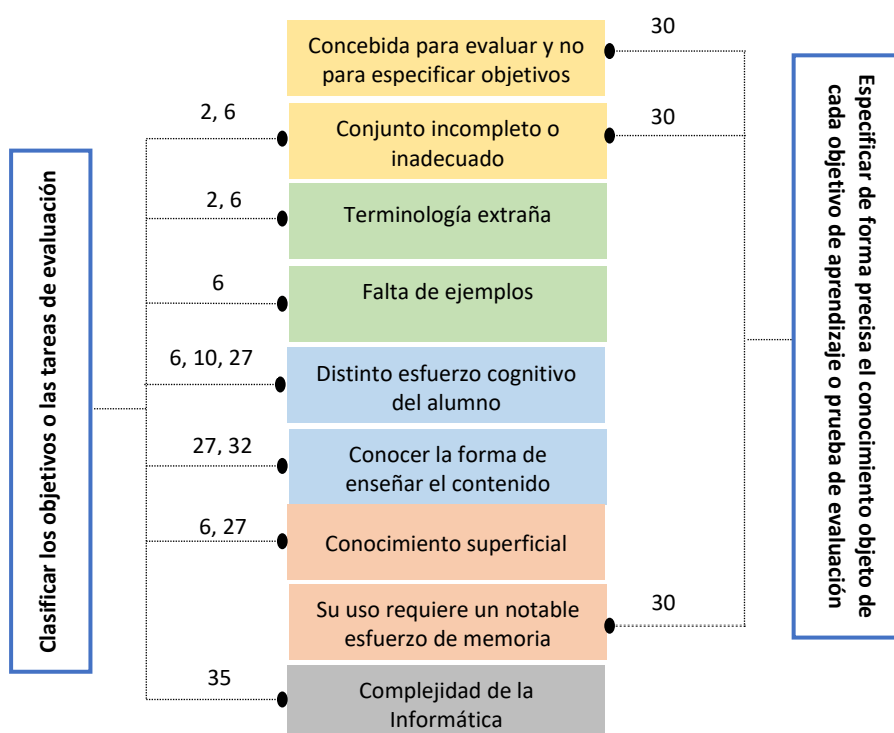 Clasificar los objetivos o las tareas de evaluación
30
Concebida para evaluar y no
para especificar objetivos
2, 6
30
Conjunto incompleto o
inadecuado
2, 6
Terminología extraña
6
Falta de ejemplos
6, 10, 27
Distinto esfuerzo cognitivo
del alumno
27, 32
Conocer la forma de
enseñar el contenido
6, 27
Conocimiento superficial
30
Su uso requiere un notable
esfuerzo de memoria
35
Complejidad de la
Informática
Especificar de forma precisa el conocimiento objeto de
cada objetivo de aprendizaje o prueba de evaluación